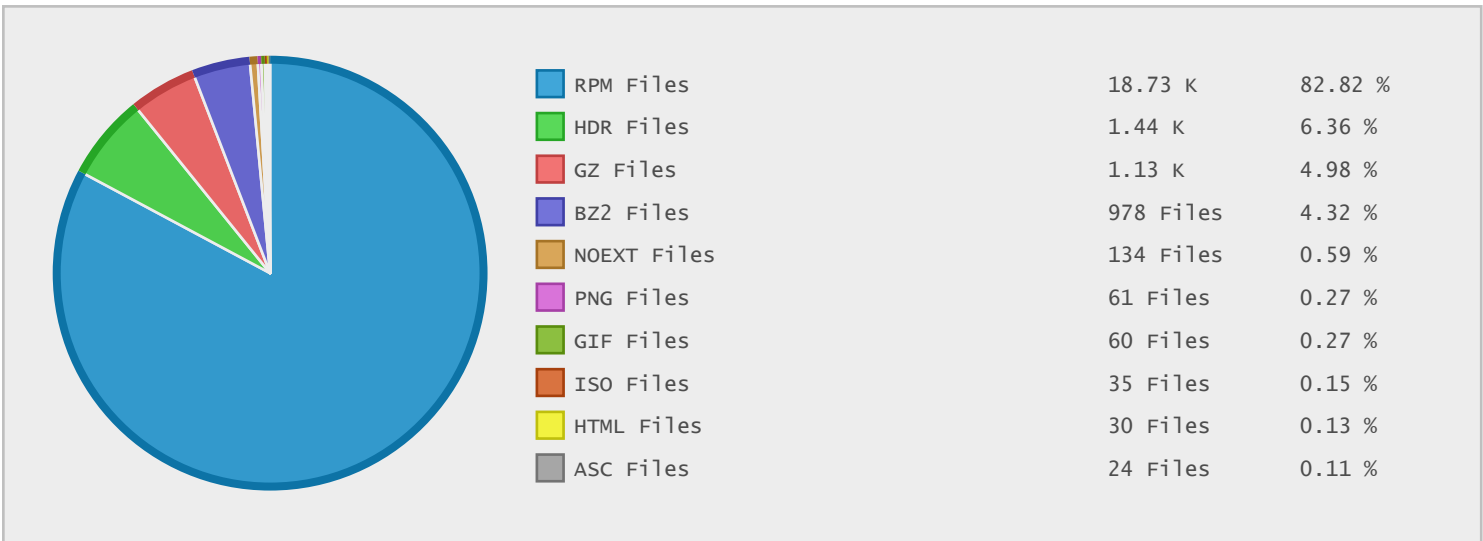 RPM Files 18.73 K 82.82 %
HDR Files 1.44 K 6.36 %
GZ Files 1.13 K 4.98 %
BZ2 Files 978 Files 4.32 %
NOEXT Files 134 Files 0.59 %
PNG Files 61 Files 0.27 %
GIF Files 60 Files 0.27 %
ISO Files 35 Files 0.15 %
HTML Files 30 Files 0.13 %
ASC Files 24 Files 0.11 %